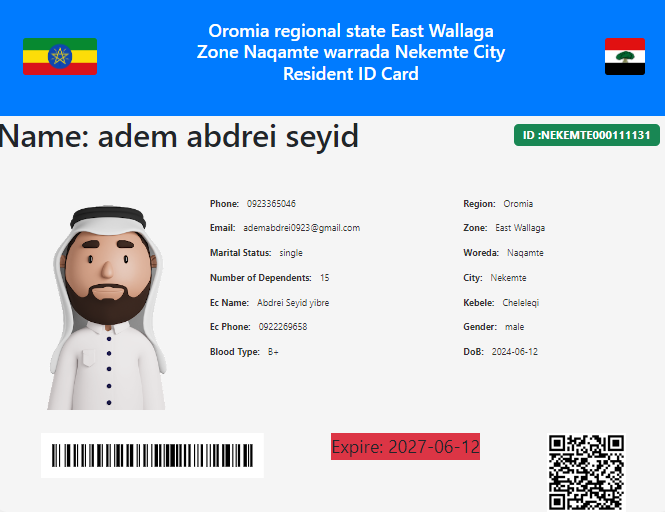 Oromia regional state East Wallaga
Zone Naqamte warrada Nekemte City
Resident ID Card
Name: adem abdrei seyid
ID :NEKEMTE000111131
Phone: 0923365046
Email: ademabdrei0923@gmail.com
Marital Status: single
Number of Dependents: 15
Ec Name: Abdrei Seyid yibre
Ec Phone: 0922269658
Blood Type: B+
Region: Oromia
Zone: East Wallaga
Woreda: Naqamte
City: Nekemte
Kebele: Cheleleqi
Gender: male
DoB: 2024-06-12
Expire: 2027-06-12